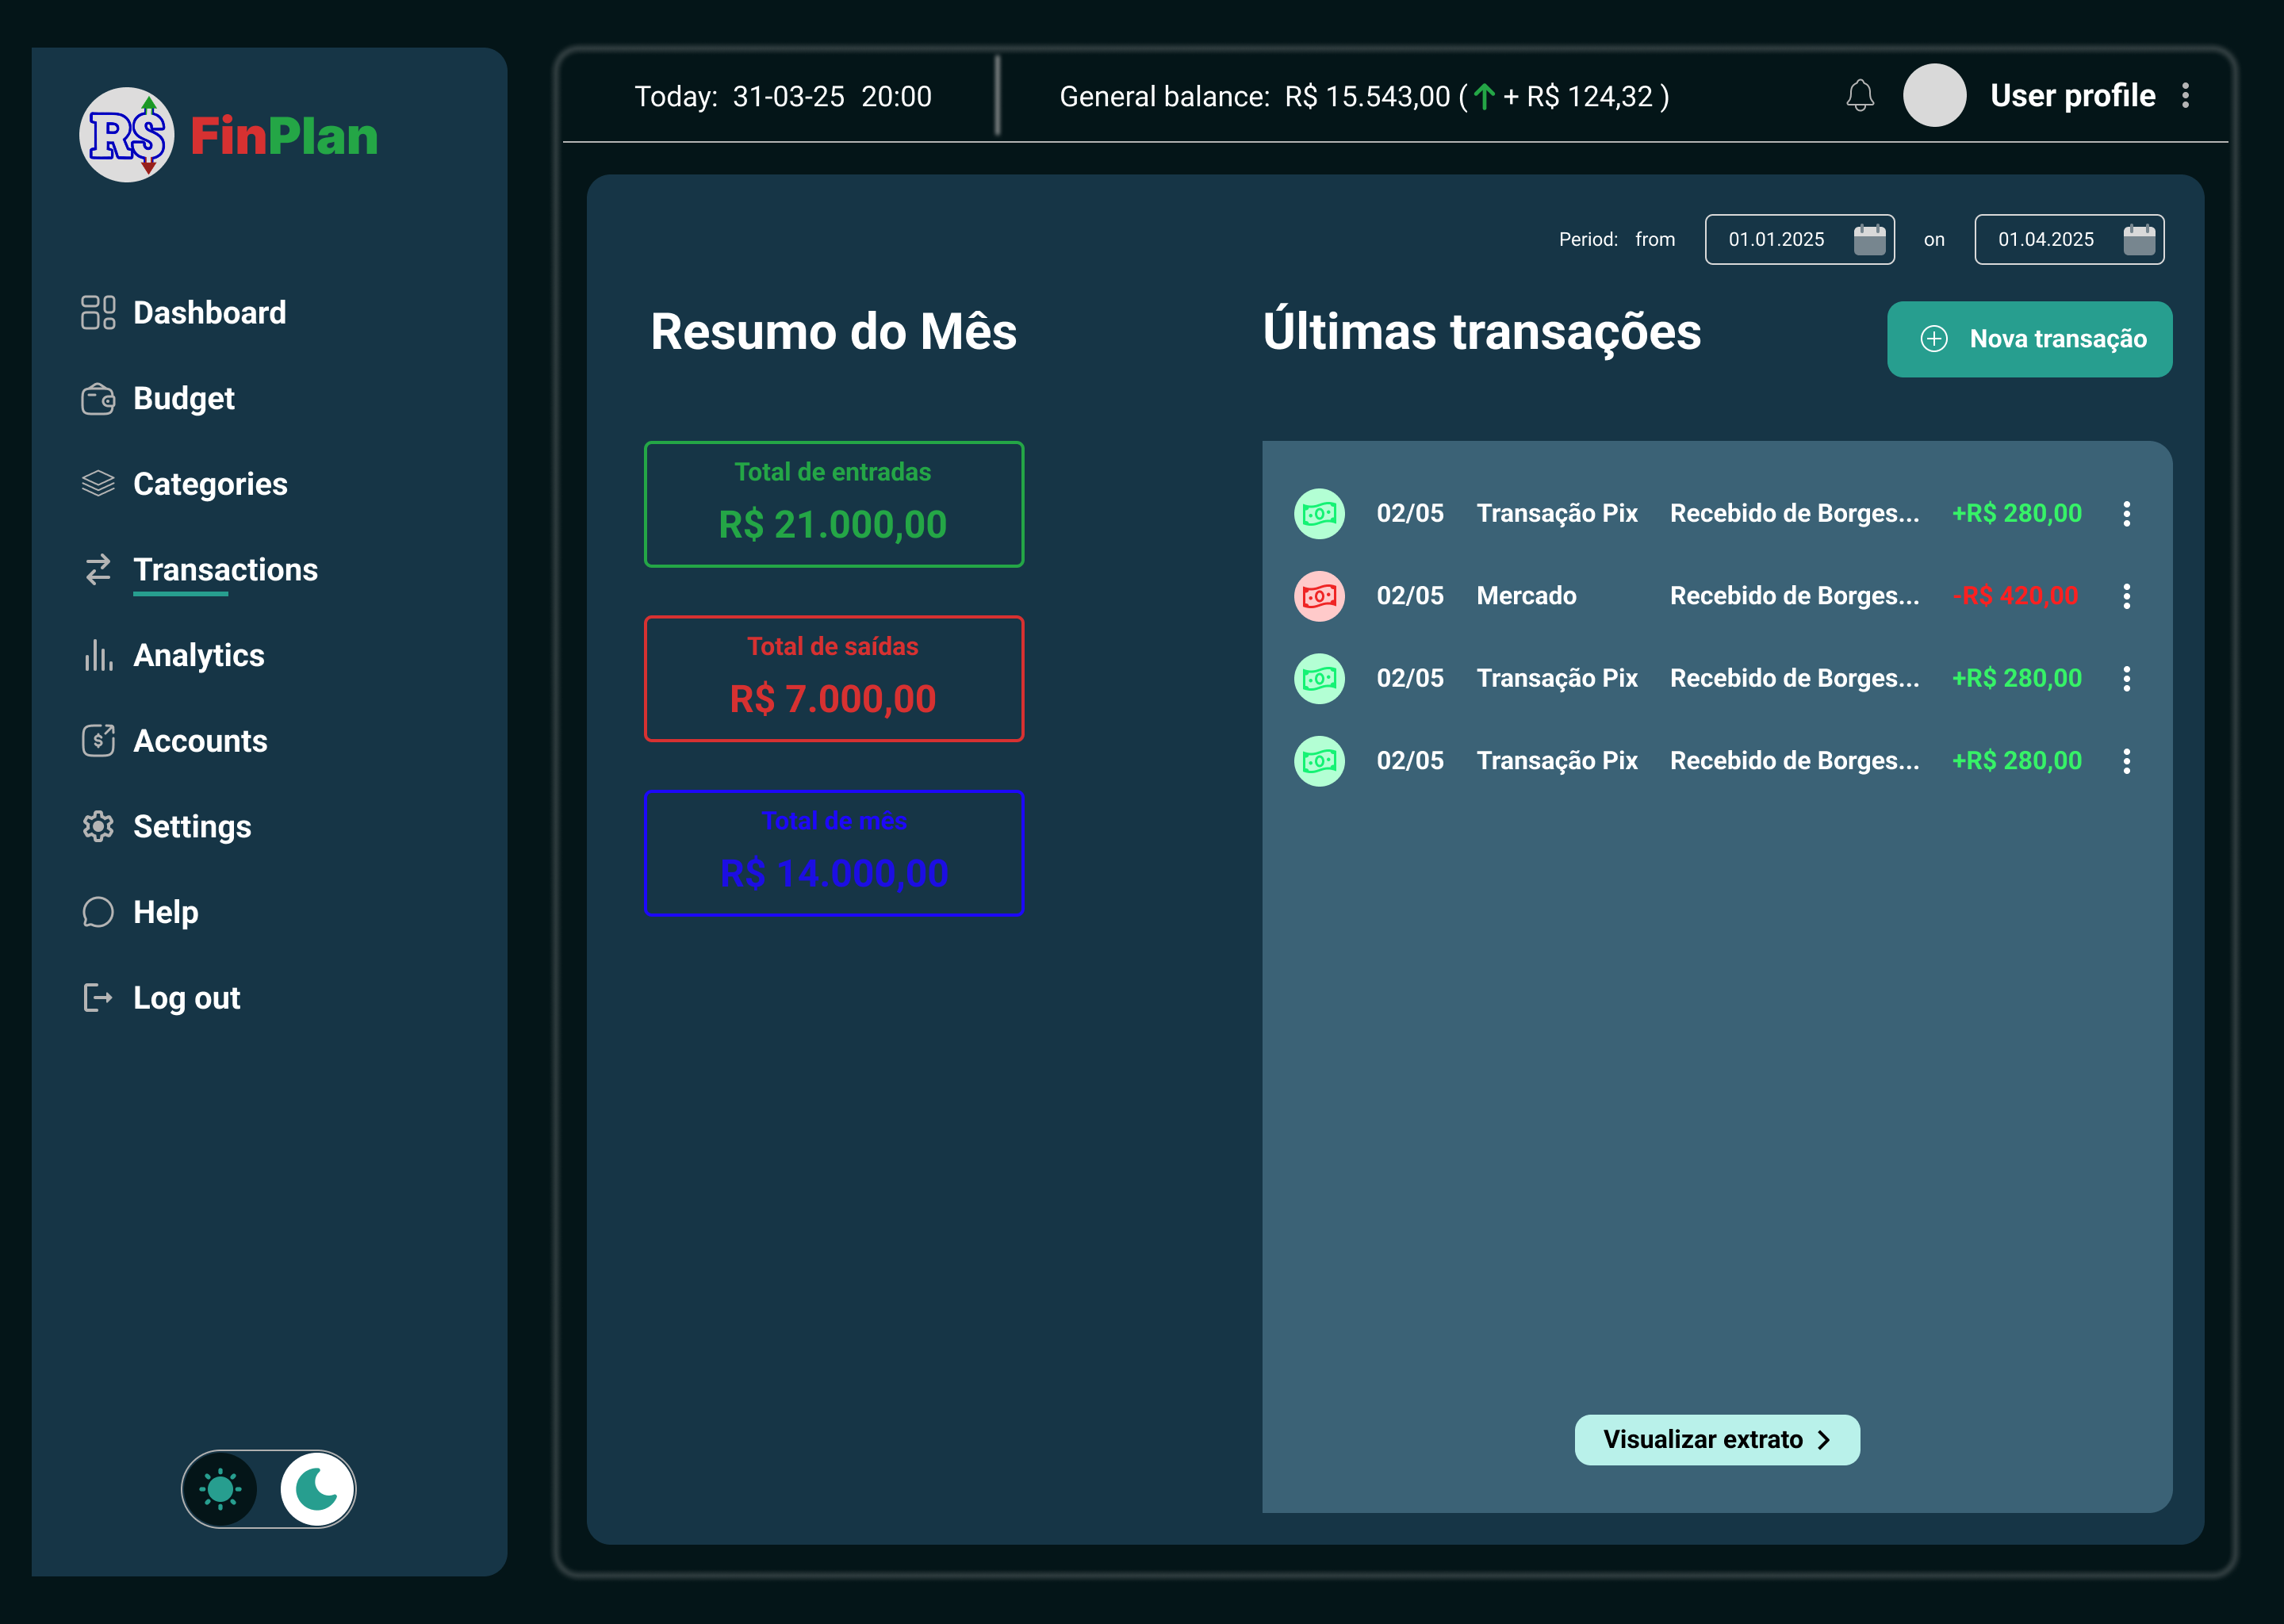 R$ FinPlan
Dashboard
Budget
Categories
Transactions
Analytics
Accounts
Settings
Help
Log out
Today: 31-03-25 20:00
General balance: R$ 15.543,00 ( + R$ 124,32 )
User profile
Period: from 01.01.2025 on 01.04.2025
Resumo do Mês
Total de entradas
R$ 21.000,00
Total de saídas
R$ 7.000,00
Total de mês
R$ 14.000,00
Últimas transações
Nova transação
02/05 Transação Pix Recebido de Borges... +R$ 280,00
02/05 Mercado Recebido de Borges... -R$ 420,00
02/05 Transação Pix Recebido de Borges... +R$ 280,00
02/05 Transação Pix Recebido de Borges... +R$ 280,00
Visualizar extrato